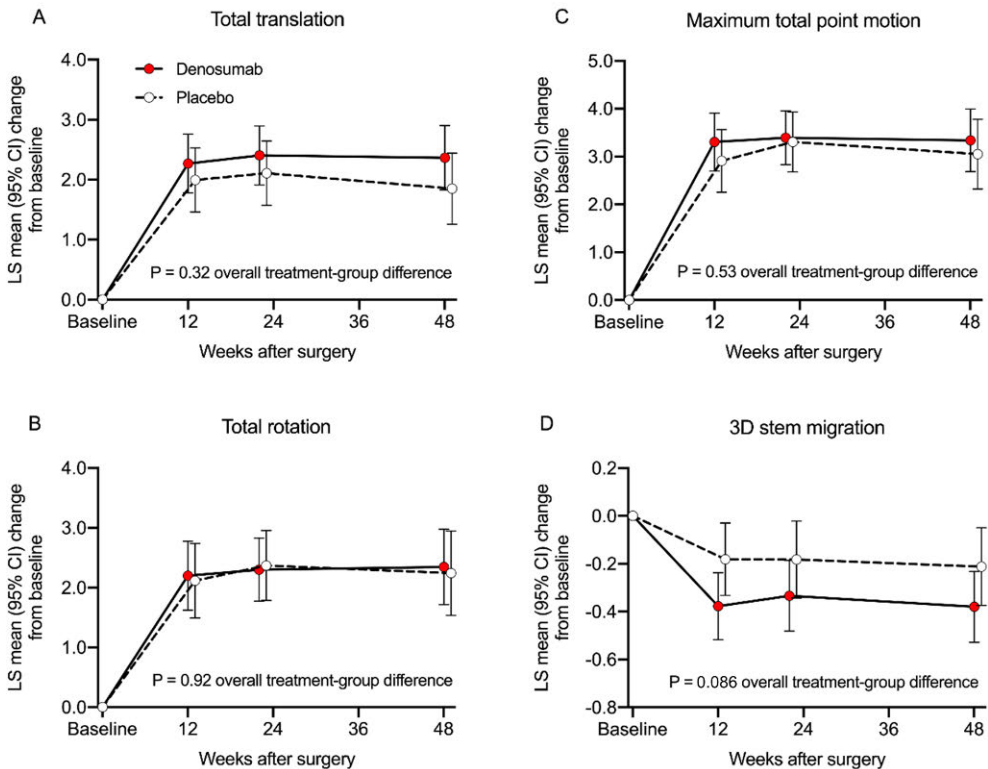 A
Total translation
LS mean (95% CI) change
from baseline
4.0
3.0
2.0
1.0
0.0
Denosumab
Placebo
P = 0.32 overall treatment-group difference
Baseline 12 24 36 48
Weeks after surgery
C
Maximum total point motion
LS mean (95% CI) change
from baseline
5.0
4.0
3.0
2.0
1.0
0.0
P = 0.53 overall treatment-group difference
Baseline 12 24 36 48
Weeks after surgery
B
Total rotation
LS mean (95% CI) change
from baseline
4.0
3.0
2.0
1.0
0.0
P = 0.92 overall treatment-group difference
Baseline 12 24 36 48
Weeks after surgery
D
3D stem migration
LS mean (95% CI) change
from baseline
0.2
0.0
-0.2
-0.4
-0.6
-0.8
P = 0.086 overall treatment-group difference
Baseline 12 24 36 48
Weeks after surgery